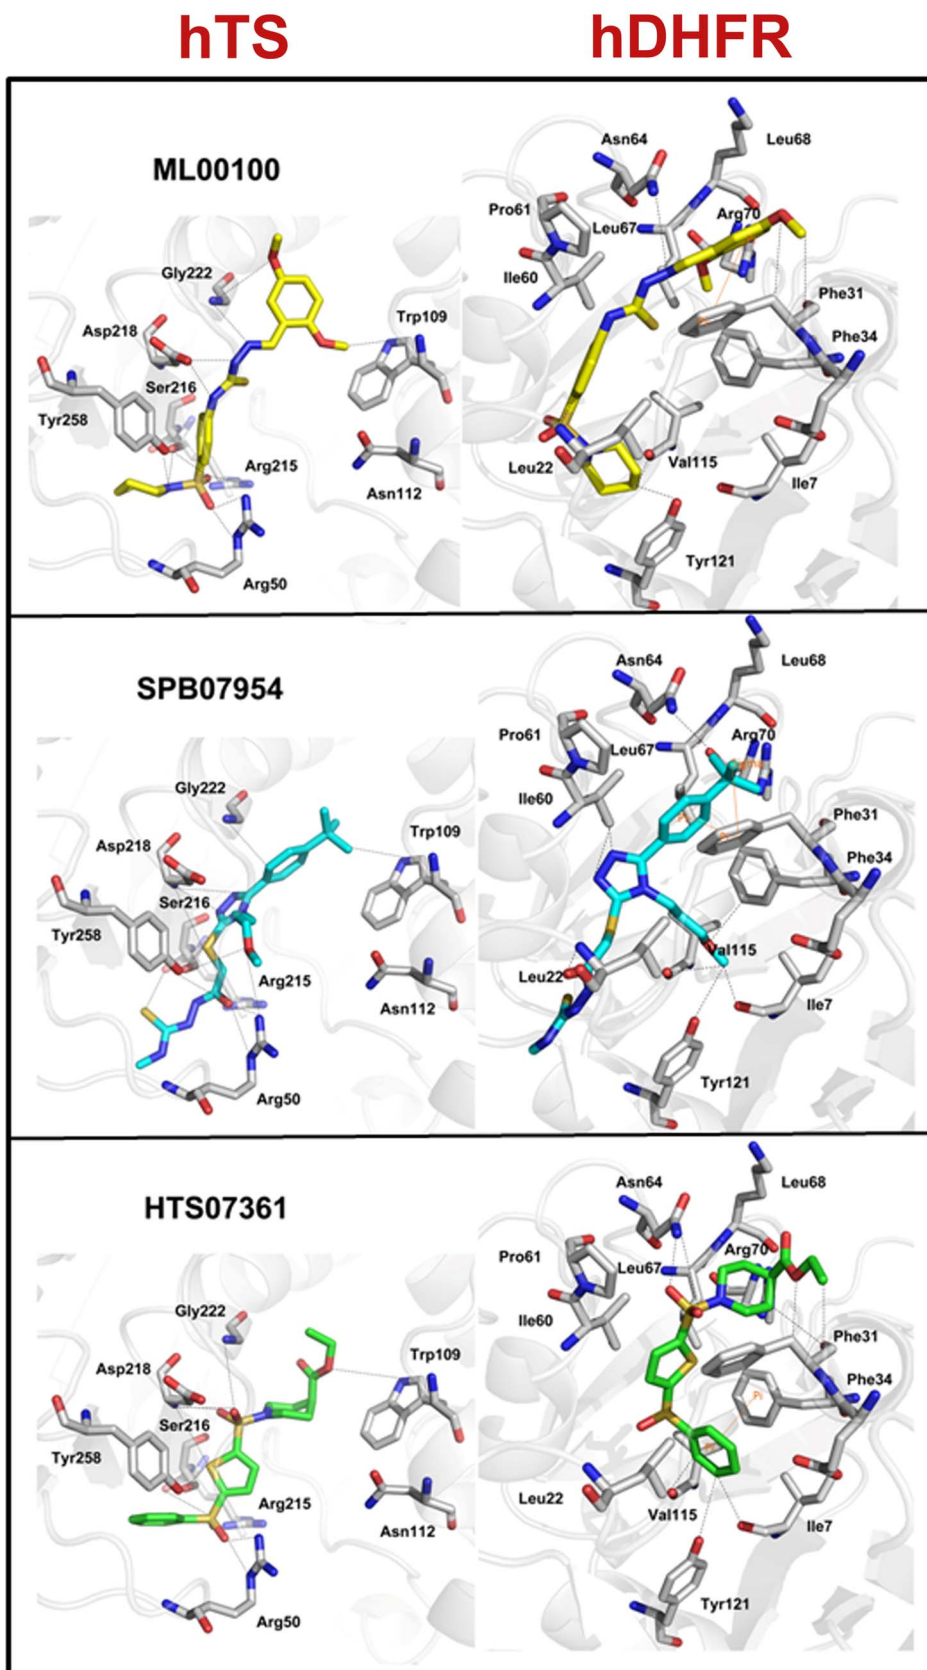 hTS hDHFR
ML00100
Gly222
Asp218
Trp109
Ser216
Tyr258
Arg215
Asn112
Arg50
Asn64
Leu68
Pro61
Leu67
Arg70
Ile60
Phe31
Phe34
Leu22
Val115
Ile7
Tyr121
SPB07954
Gly222
Asp218
Trp109
Ser216
Tyr258
Arg215
Asn112
Arg50
Asn64
Leu68
Pro61
Leu67
Arg70
Ile60
Phe31
Phe34
Val115
Leu22
Ile7
Tyr121
HTS07361
Gly222
Asp218
Trp109
Ser216
Tyr258
Arg215
Asn112
Arg50
Asn64
Leu68
Pro61
Leu67
Arg70
Ile60
Phe31
Phe34
Pi
Leu22
Val115
Ile7
Tyr121